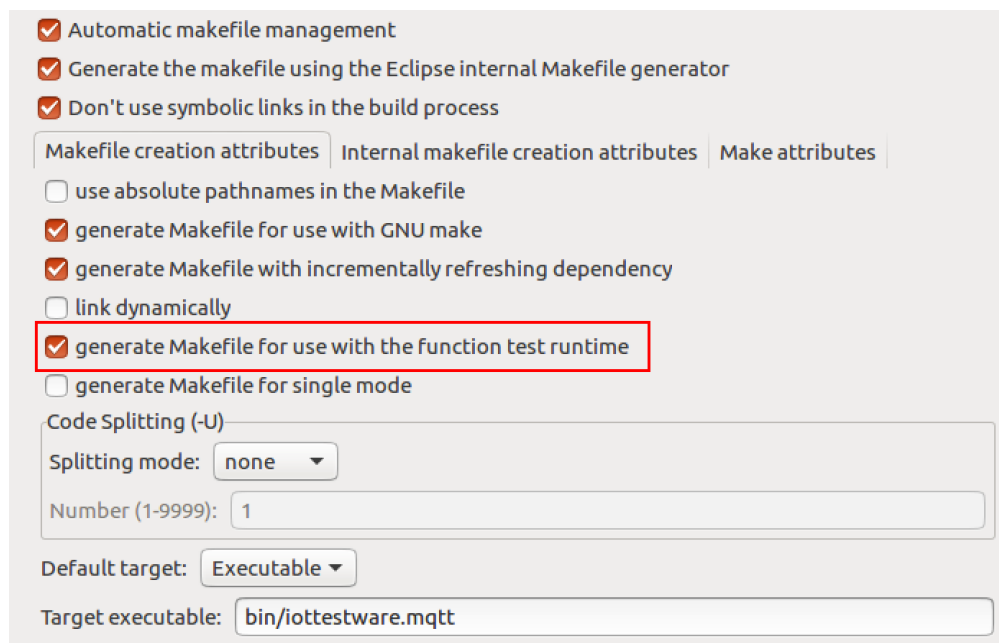 Automatic makefile management
Generate the makefile using the Eclipse internal Makefile generator
Don't use symbolic links in the build process
Makefile creation attributes Internal makefile creation attributes Make attributes
use absolute pathnames in the Makefile
generate Makefile for use with GNU make
generate Makefile with incrementally refreshing dependency
link dynamically
generate Makefile for use with the function test runtime
generate Makefile for single mode
Code Splitting (-U)
Splitting mode: none
Number (1-9999): 1
Default target: Executable
Target executable: bin/iottestware.mqtt